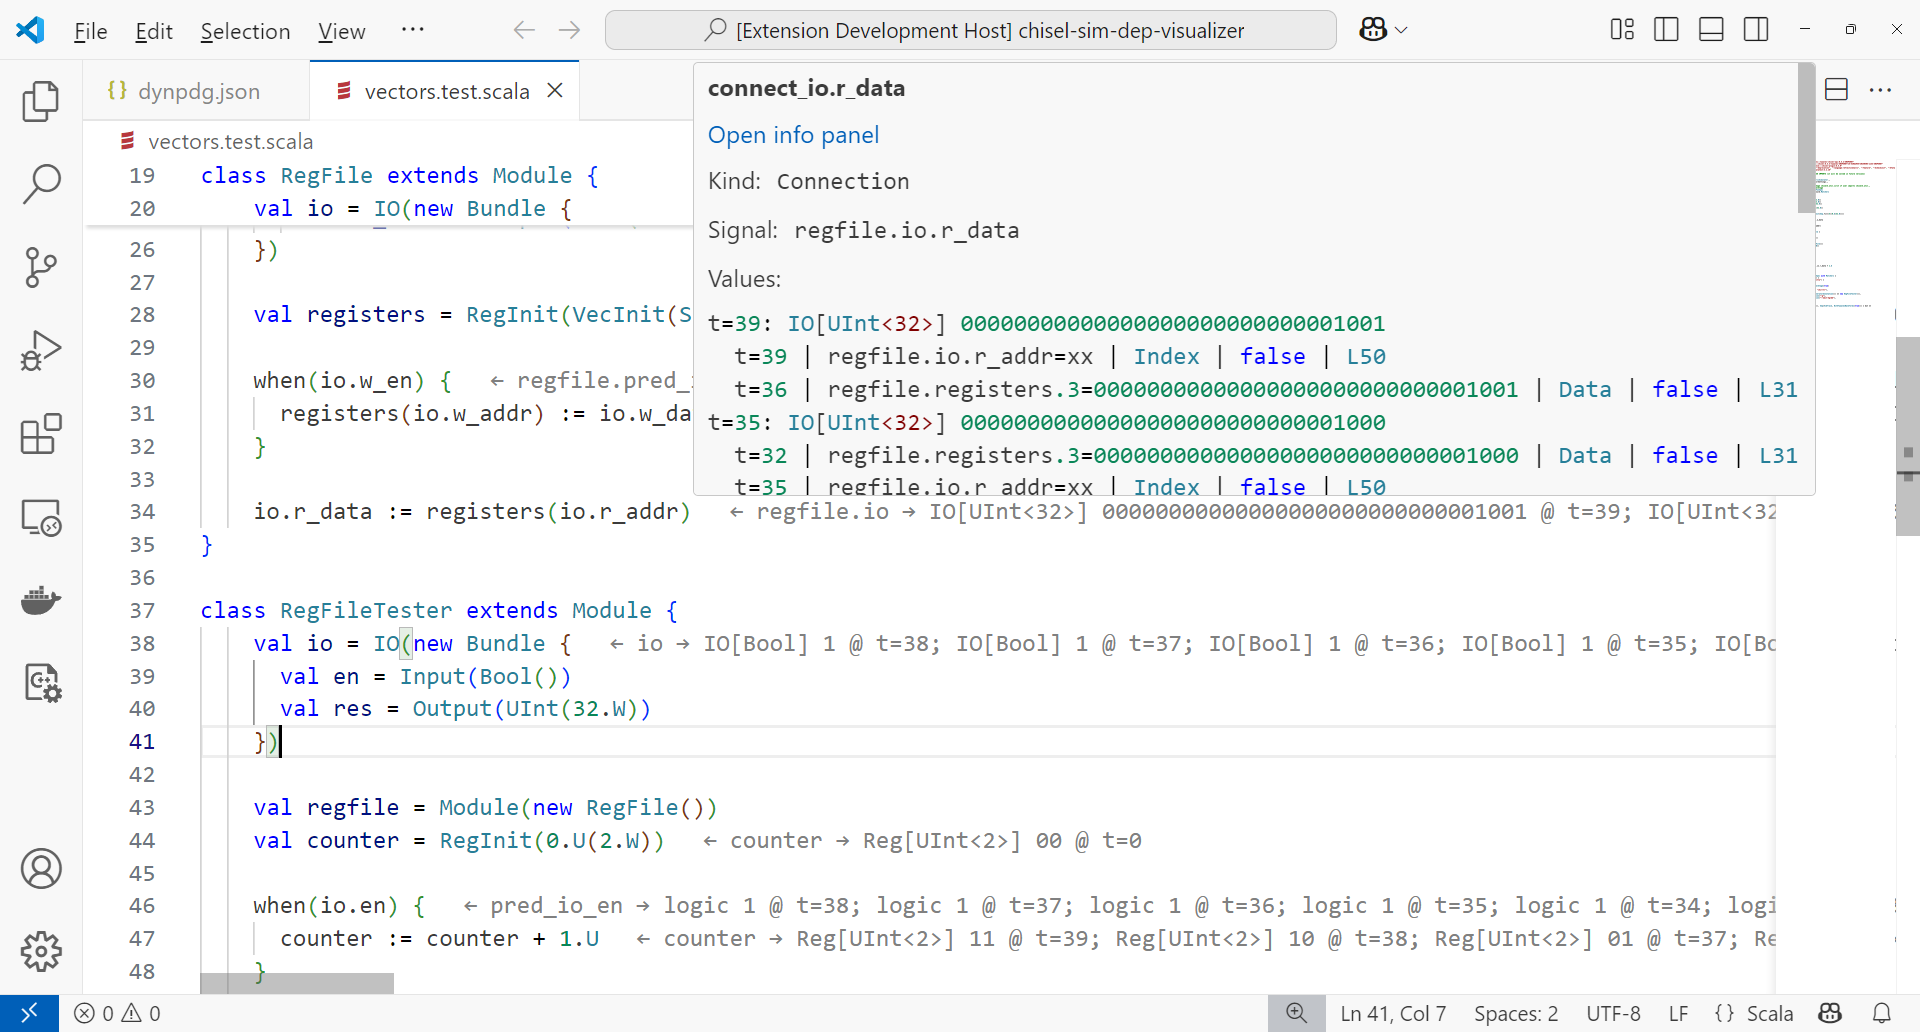 File Edit Selection View ··· [Extension Development Host] chisel-sim-dep-visualizer
{} dynpdg.json vectors.test.scala
vectors.test.scala
19 class RegFile extends Module {
20 val io = IO(new Bundle {
26 })
27
28 val registers = RegInit(VecInit(S
29
30 when(io.w_en) { ← regfile.pred_
31 registers(io.w_addr) := io.w_da
32 }
33
34 io.r_data := registers(io.r_addr) ← regfile.io → IO[UInt<32>] 00000000000000000000000000001001 @ t=39; IO[UInt<32
35 }
36
37 class RegFileTester extends Module {
38 val io = IO(new Bundle { ← io → IO[Bool] 1 @ t=38; IO[Bool] 1 @ t=37; IO[Bool] 1 @ t=36; IO[Bool] 1 @ t=35; IO[Bo
39 val en = Input(Bool())
40 val res = Output(UInt(32.W))
41 })
42
43 val regfile = Module(new RegFile())
44 val counter = RegInit(0.U(2.W)) ← counter → Reg[UInt<2>] 00 @ t=0
45
46 when(io.en) { ← pred_io_en → logic 1 @ t=38; logic 1 @ t=37; logic 1 @ t=36; logic 1 @ t=35; logic 1 @ t=34; logi
47 counter := counter + 1.U ← counter → Reg[UInt<2>] 11 @ t=39; Reg[UInt<2>] 10 @ t=38; Reg[UInt<2>] 01 @ t=37; Re
48 }
connect_io.r_data
Open info panel
Kind: Connection
Signal: regfile.io.r_data
Values:
t=39: IO[UInt<32>] 00000000000000000000000000001001
t=39 | regfile.io.r_addr=xx | Index | false | L50
t=36 | regfile.registers.3=00000000000000000000000000001001 | Data | false | L31
t=35: IO[UInt<32>] 00000000000000000000000000001000
t=32 | regfile.registers.3=00000000000000000000000000001000 | Data | false | L31
t=35 | regfile.io.r_addr=xx | Index | false | L50
0 0 Ln 41, Col 7 Spaces: 2 UTF-8 LF {} Scala